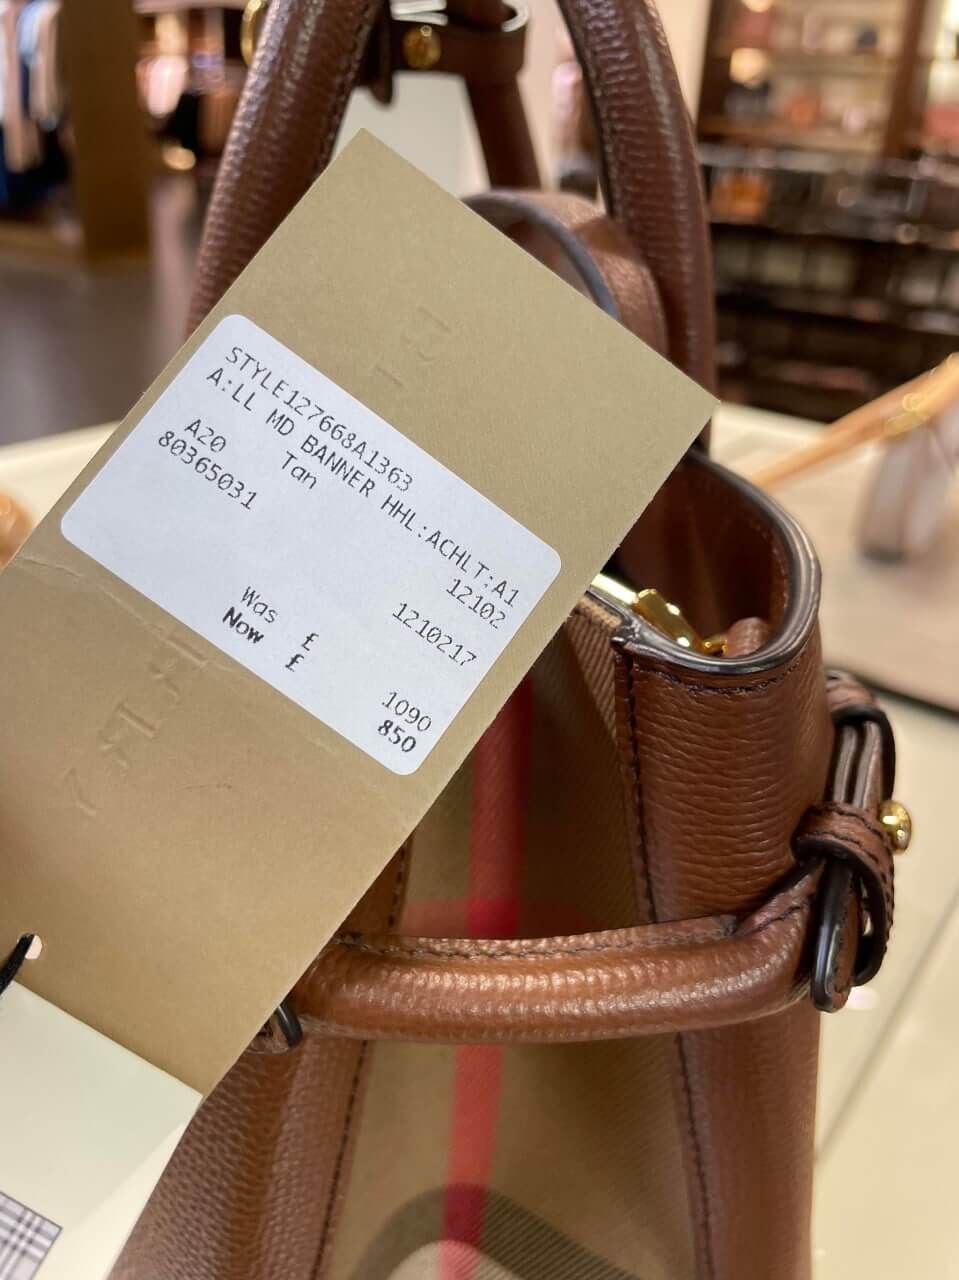 STYLE127668A1363
A:LL MD BANNER HHL:ACHLT:A1
A20 Tan 12102
80365031 1210217
Was £ 1090
Now £ 850